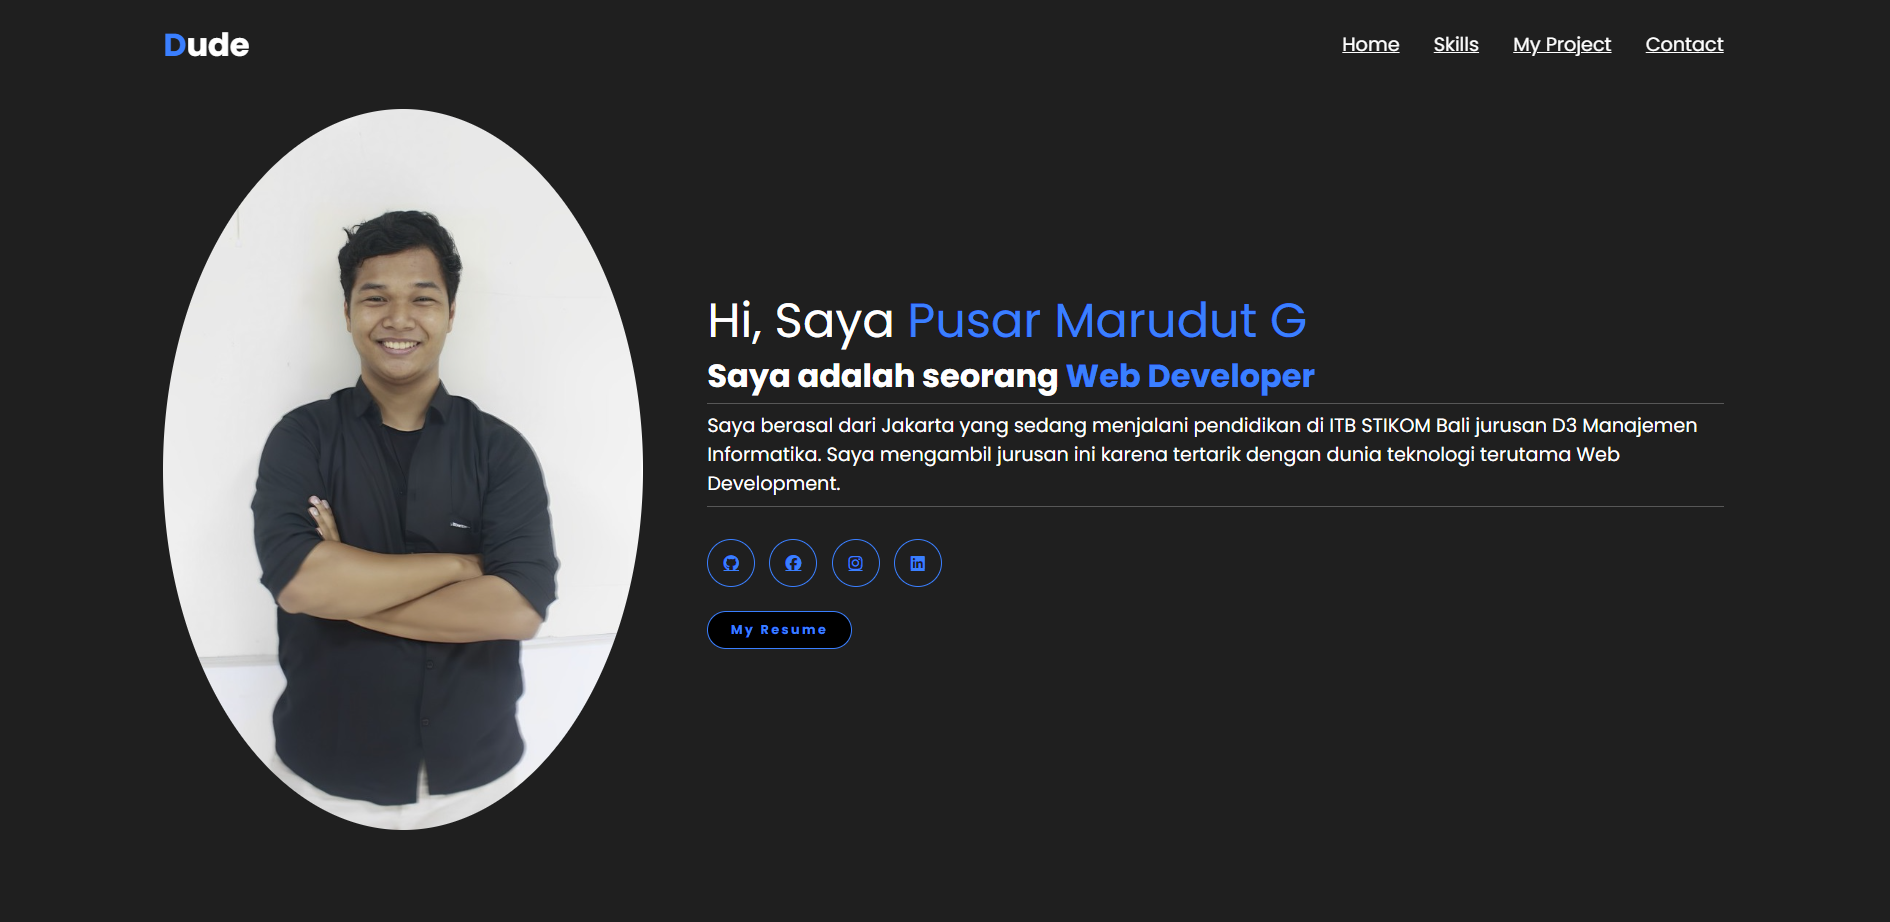 Dude
Home Skills My Project Contact
Hi, Saya Pusar Marudut G
Saya adalah seorang Web Developer
Saya berasal dari Jakarta yang sedang menjalani pendidikan di ITB STIKOM Bali jurusan D3 Manajemen
Informatika. Saya mengambil jurusan ini karena tertarik dengan dunia teknologi terutama Web
Development.
My Resume